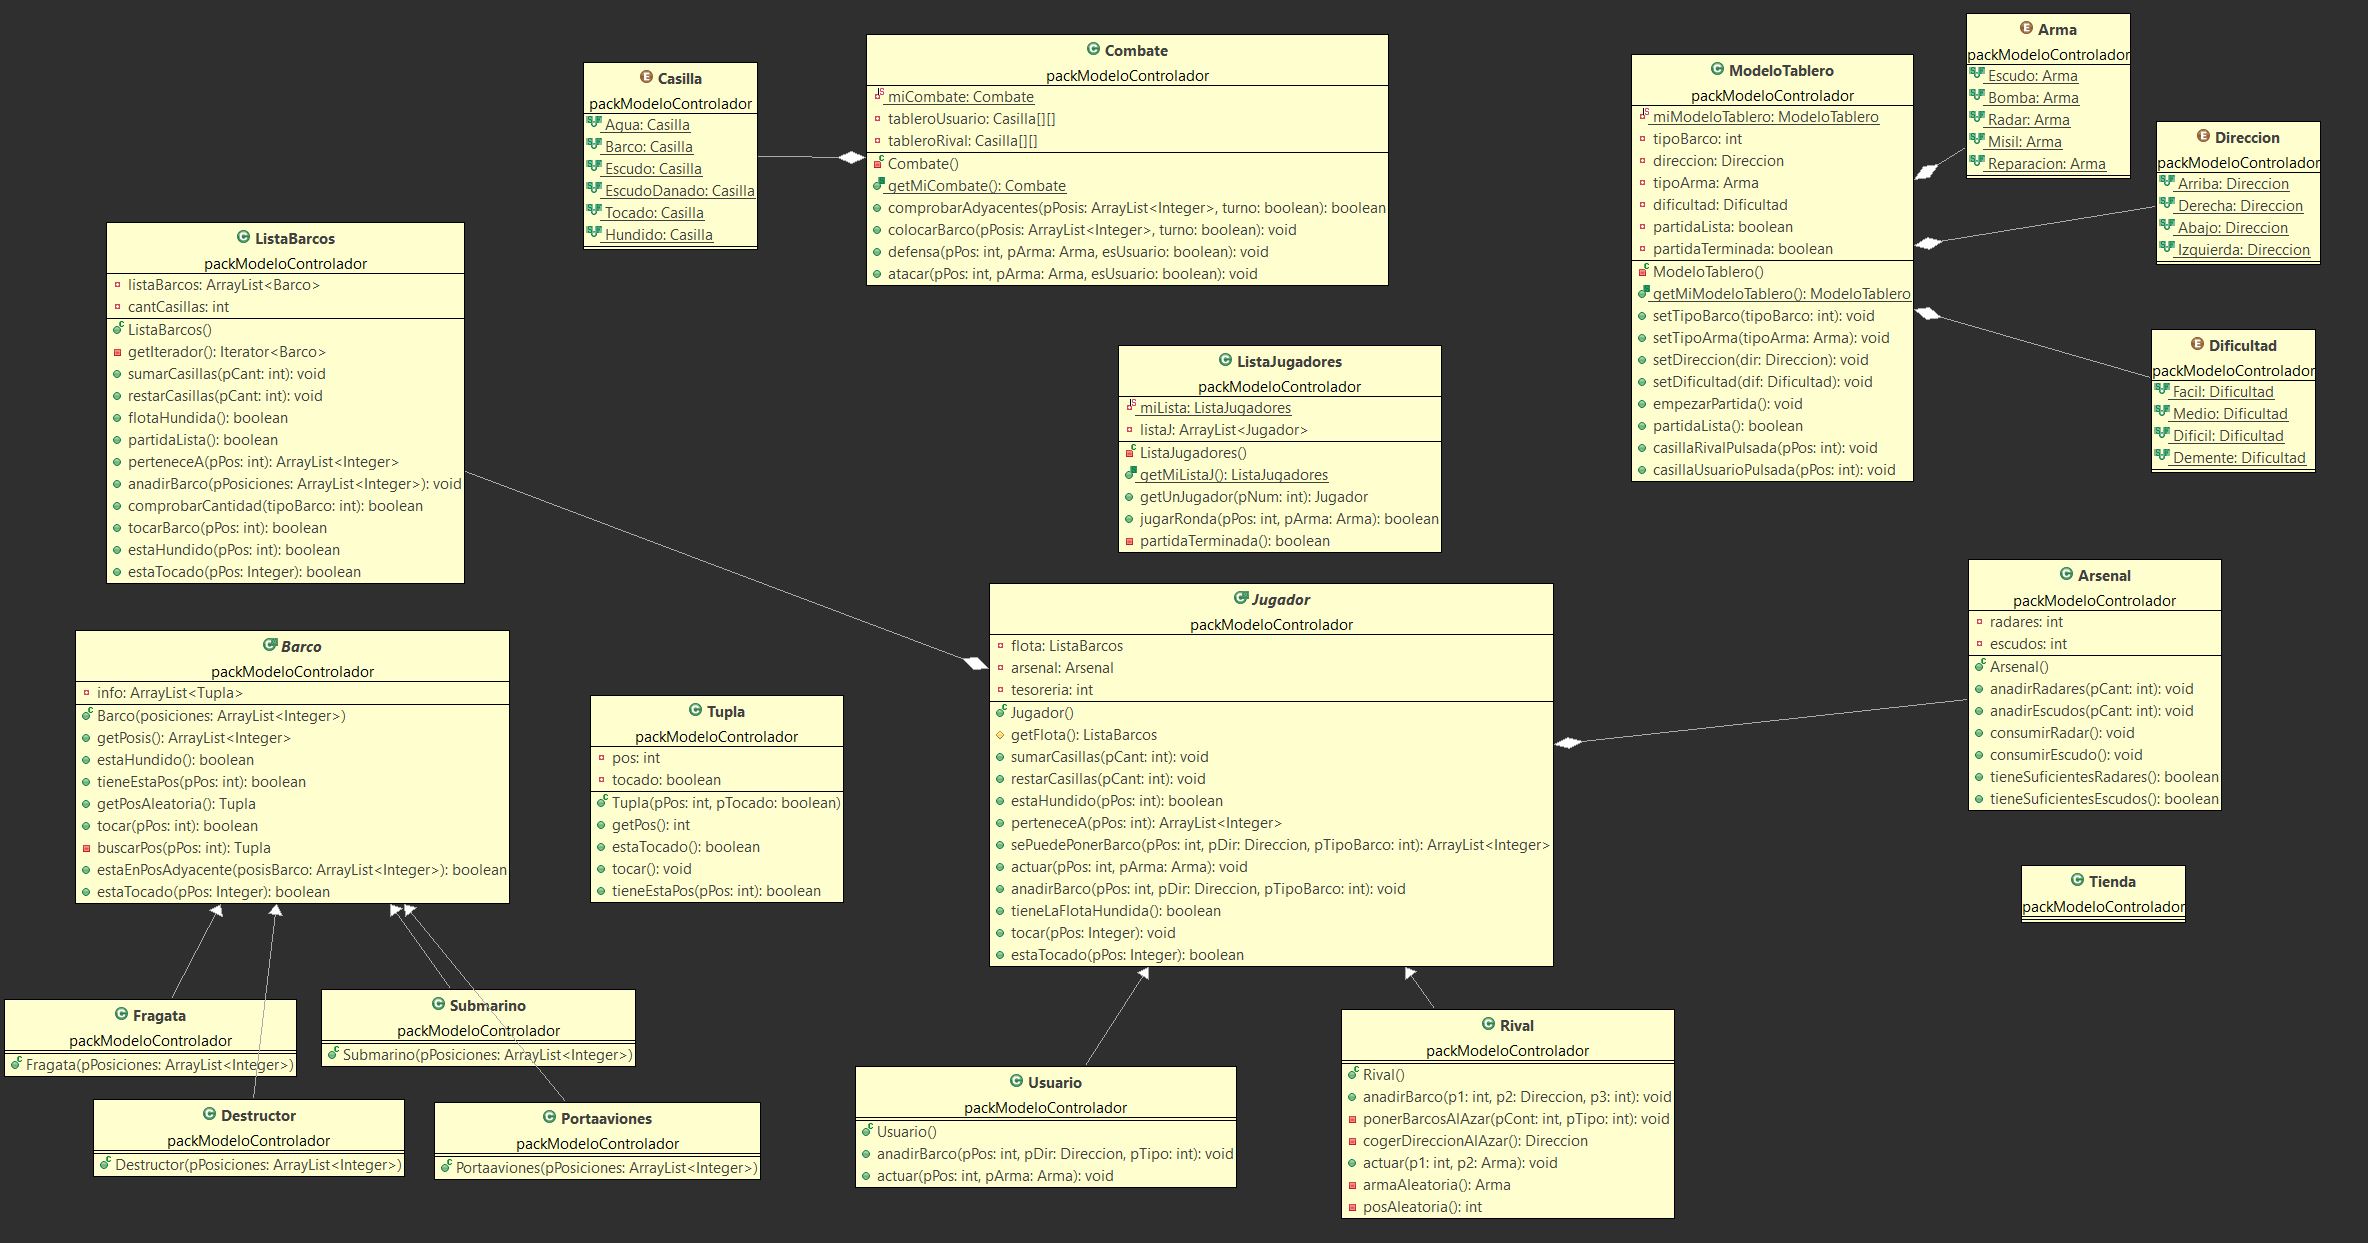 Casilla
packModeloControlador
Agua: Casilla
Barco: Casilla
Escudo: Casilla
EscudoDanado: Casilla
Tocado: Casilla
Hundido: Casilla
Combate
packModeloControlador
miCombate: Combate
tableroUsuario: Casilla[][]
tableroRival: Casilla[][]
Combate()
getMiCombate(): Combate
comprobarAdyacentes(pPosis: ArrayList<Integer>, turno: boolean): boolean
colocarBarco(pPosis: ArrayList<Integer>, turno: boolean): void
defensa(pPos: int, pArma: Arma, esUsuario: boolean): void
atacar(pPos: int, pArma: Arma, esUsuario: boolean): void
ModeloTablero
packModeloControlador
miModeloTablero: ModeloTablero
tipoBarco: int
direccion: Direccion
tipoArma: Arma
dificultad: Dificultad
partidaLista: boolean
partidaTerminada: boolean
ModeloTablero()
getMiModeloTablero(): ModeloTablero
setTipoBarco(tipoBarco: int): void
setTipoArma(tipoArma: Arma): void
setDireccion(dir: Direccion): void
setDificultad(dif: Dificultad): void
empezarPartida(): void
partidaLista(): boolean
casillaRivalPulsada(pPos: int): void
casillaUsuarioPulsada(pPos: int): void
Arma
packModeloControlador
Escudo: Arma
Bomba: Arma
Radar: Arma
Misil: Arma
Reparacion: Arma
Direccion
packModeloControlador
Arriba: Direccion
Derecha: Direccion
Abajo: Direccion
Izquierda: Direccion
Dificultad
packModeloControlador
Facil: Dificultad
Medio: Dificultad
Dificil: Dificultad
Demente: Dificultad
ListaBarcos
packModeloControlador
listaBarcos: ArrayList<Barco>
cantCasillas: int
ListaBarcos()
getIterador(): Iterator<Barco>
sumarCasillas(pCant: int): void
restarCasillas(pCant: int): void
flotaHundida(): boolean
partidaLista(): boolean
perteneceA(pPos: int): ArrayList<Integer>
anadirBarco(pPosiciones: ArrayList<Integer>): void
comprobarCantidad(tipoBarco: int): boolean
tocarBarco(pPos: int): boolean
estaHundido(pPos: int): boolean
estaTocado(pPos: Integer): boolean
ListaJugadores
packModeloControlador
miLista: ListaJugadores
listaJ: ArrayList<Jugador>
ListaJugadores()
getMiListaJ(): ListaJugadores
getUnJugador(pNum: int): Jugador
jugarRonda(pPos: int, pArma: Arma): boolean
partidaTerminada(): boolean
Barco
packModeloControlador
info: ArrayList<Tupla>
Barco(posiciones: ArrayList<Integer>)
getPosis(): ArrayList<Integer>
estaHundido(): boolean
tieneEstaPos(pPos: int): boolean
getPosAleatoria(): Tupla
tocar(pPos: int): boolean
buscarPos(pPos: int): Tupla
estaEnPosAdyacente(posisBarco: ArrayList<Integer>): boolean
estaTocado(pPos: Integer): boolean
Tupla
packModeloControlador
pos: int
tocado: boolean
Tupla(pPos: int, pTocado: boolean)
getPos(): int
estaTocado(): boolean
tocar(): void
tieneEstaPos(pPos: int): boolean
Jugador
packModeloControlador
flota: ListaBarcos
arsenal: Arsenal
tesoreria: int
Jugador()
getFlota(): ListaBarcos
sumarCasillas(pCant: int): void
restarCasillas(pCant: int): void
estaHundido(pPos: int): boolean
perteneceA(pPos: int): ArrayList<Integer>
sePuedePonerBarco(pPos: int, pDir: Direccion, pTipoBarco: int): ArrayList<Integer>
actuar(pPos: int, pArma: Arma): void
anadirBarco(pPos: int, pDir: Direccion, pTipoBarco: int): void
tieneLaFlotaHundida(): boolean
tocar(pPos: Integer): void
estaTocado(pPos: Integer): boolean
Arsenal
packModeloControlador
radares: int
escudos: int
Arsenal()
anadirRadares(pCant: int): void
anadirEscudos(pCant: int): void
consumirRadar(): void
consumirEscudo(): void
tieneSuficientesRadares(): boolean
tieneSuficientesEscudos(): boolean
Tienda
packModeloControlador
Fragata
packModeloControlador
Fragata(pPosiciones: ArrayList<Integer>)
Submarino
packModeloControlador
Submarino(pPosiciones: ArrayList<Integer>)
Destructor
packModeloControlador
Destructor(pPosiciones: ArrayList<Integer>)
Portaaviones
packModeloControlador
Portaaviones(pPosiciones: ArrayList<Integer>)
Usuario
packModeloControlador
Usuario()
anadirBarco(pPos: int, pDir: Direccion, pTipo: int): void
actuar(pPos: int, pArma: Arma): void
Rival
packModeloControlador
Rival()
anadirBarco(p1: int, p2: Direccion, p3: int): void
ponerBarcosAlAzar(pCont: int, pTipo: int): void
cogerDireccionAlAzar(): Direccion
actuar(p1: int, p2: Arma): void
armaAleatoria(): Arma
posAleatoria(): int